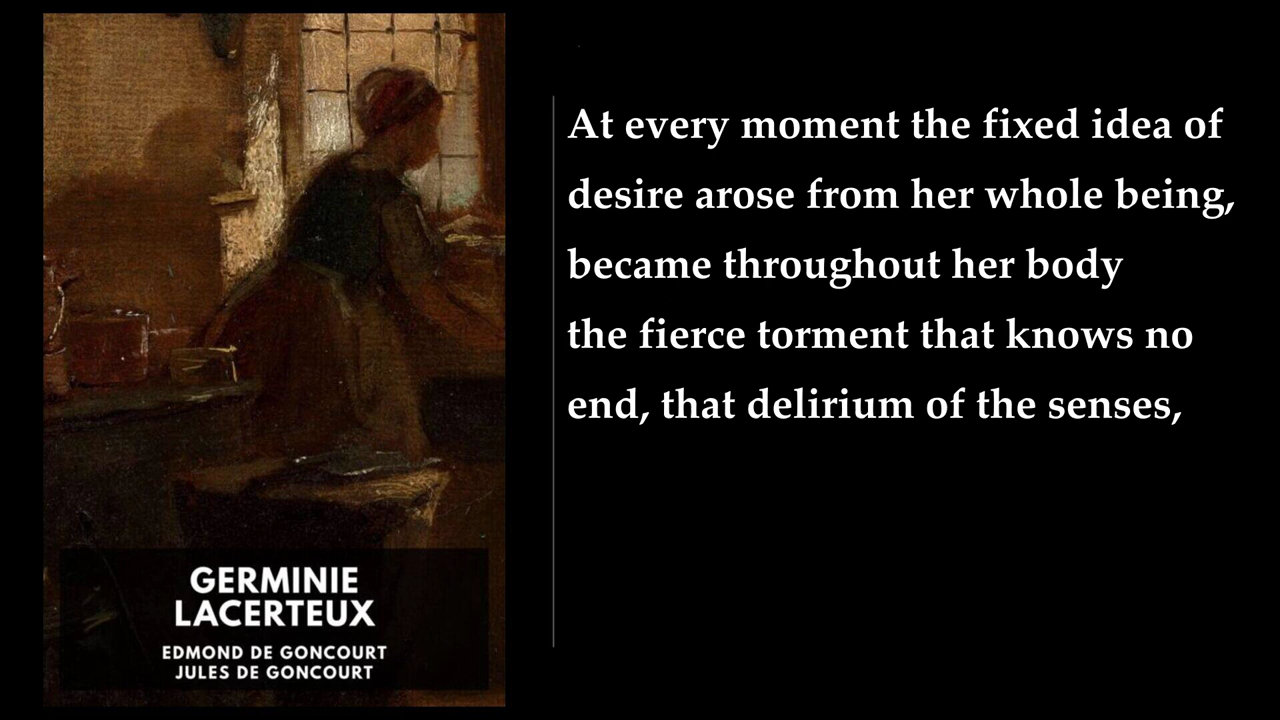 At every moment the fixed idea of
desire arose from her whole being,
became throughout her body
the fierce torment that knows no
end, that delirium of the senses,
GERMINIE
LACERTEUX
EDMOND DE GONCOURT
JULES DE GONCOURT